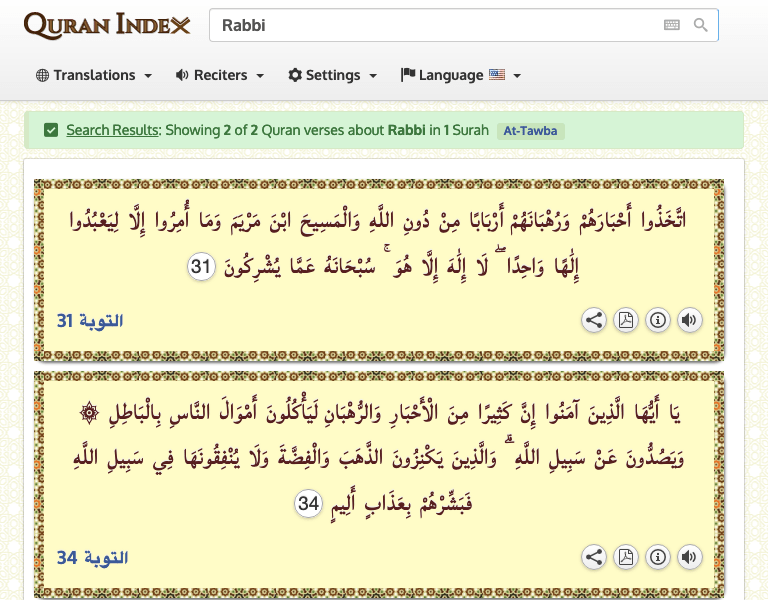 QURAN INDEX
Rabbi
Translations
Reciters
Settings
Language
Search Results: Showing 2 of 2 Quran verses about Rabbi in 1 Surah At-Tawba
اتَّخَذُوا أَحْبَارَهُمْ وَرُهْبَانَهُمْ أَرْبَابًا مِنْ دُونِ اللَّهِ وَالْمَسِيحَ ابْنَ مَرْيَمَ وَمَا أُمِرُوا إِلَّا لِيَعْبُدُوا
إِلَٰهًا وَاحِدًا ۖ لَا إِلَٰهَ إِلَّا هُوَ ۚ سُبْحَانَهُ عَمَّا يُشْرِكُونَ 31
التوبة 31
۞ يَا أَيُّهَا الَّذِينَ آمَنُوا إِنَّ كَثِيرًا مِنَ الْأَحْبَارِ وَالرُّهْبَانِ لَيَأْكُلُونَ أَمْوَالَ النَّاسِ بِالْبَاطِلِ
وَيَصُدُّونَ عَنْ سَبِيلِ اللَّهِ ۗ وَالَّذِينَ يَكْنِزُونَ الذَّهَبَ وَالْفِضَّةَ وَلَا يُنْفِقُونَهَا فِي سَبِيلِ اللَّهِ
فَبَشِّرْهُمْ بِعَذَابٍ أَلِيمٍ 34
التوبة 34